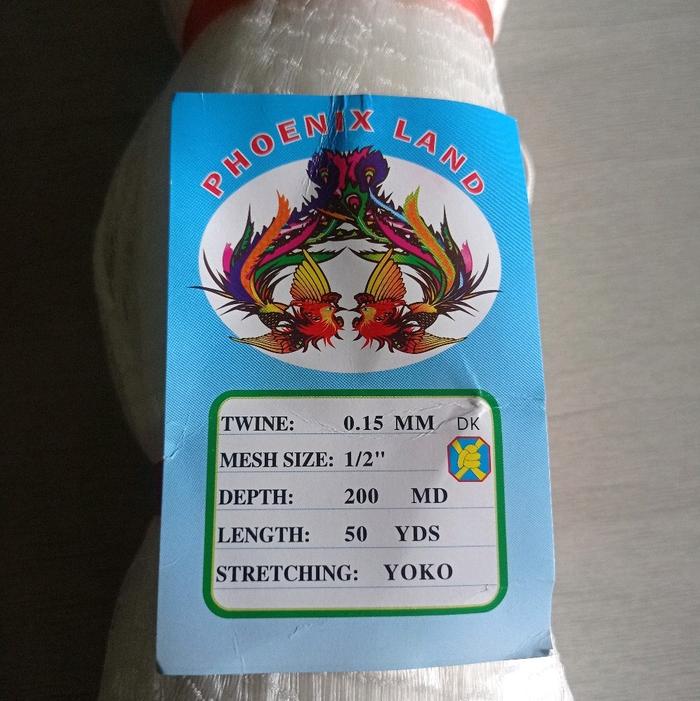 PHOENIX LAND
TWINE: 0.15 MM DK
MESH SIZE: 1/2"
DEPTH: 200 MD
LENGTH: 50 YDS
STRETCHING: YOKO